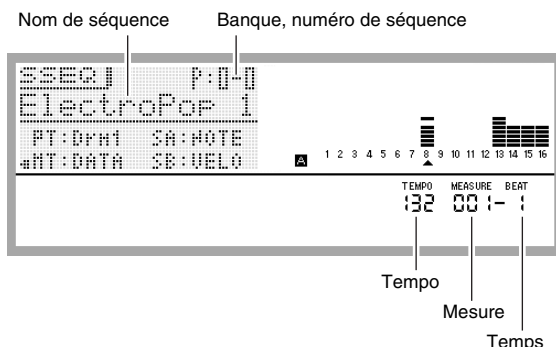 Nom de séquence Banque, numéro de séquence
SSEQ P:0-0
ElectroPop 1
PT:Drm1 SA:NOTE
MT:DATA SB:VELO
A 1 2 3 4 5 6 7 8 9 10 11 12 13 14 15 16
TEMPO MEASURE BEAT
132 001- 1
Tempo
Mesure
Temps